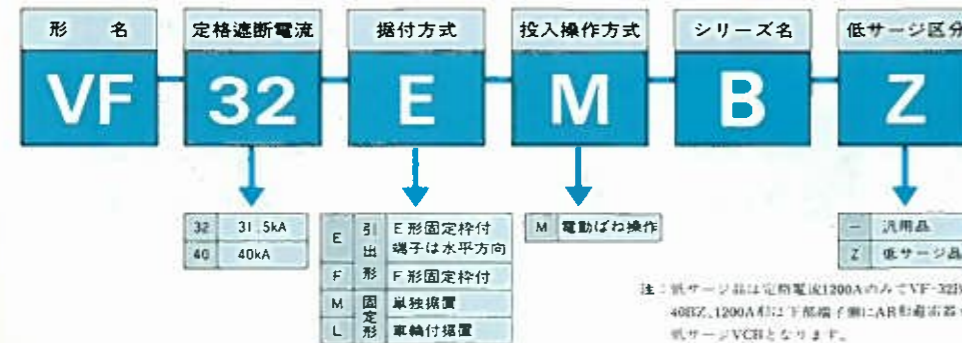 形 名 定格遮断電流 据付方式 投入操作方式 シリーズ名 低サージ区分
VF 32 E M B Z
32 31.5kA
40 40kA
E 引出形 E形固定枠付
端子は水平方向
F F形固定枠付
M 固定形 単独据置
L 車輪付据置
M 電動ばね操作
— 汎用品
Z 低サージ品
注：低サージ品は定格電流1200AのみでVF-32
40BZ、1200A形は下部端子側にAR形避雷器
低サージVCBとなります。